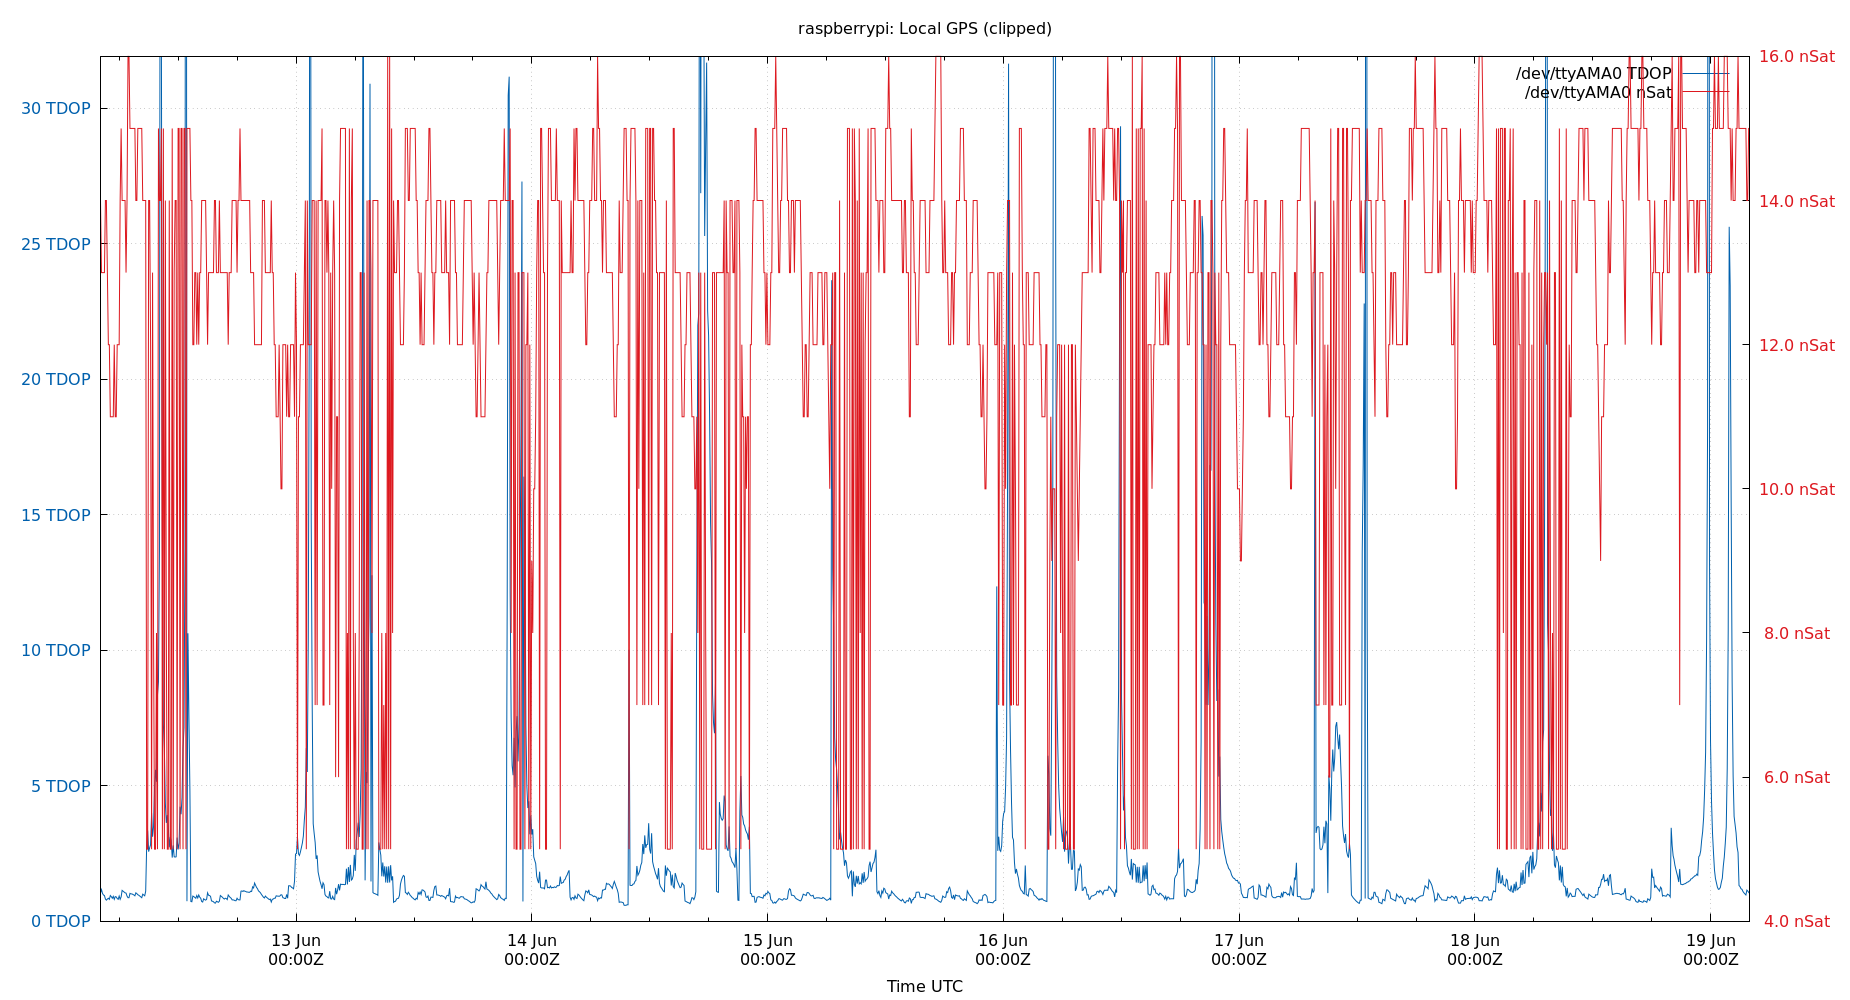 raspberrypi: Local GPS (clipped)
/dev/ttyAMA0 TDOP
/dev/ttyAMA0 nSat
30 TDOP
25 TDOP
20 TDOP
15 TDOP
10 TDOP
5 TDOP
0 TDOP
16.0 nSat
14.0 nSat
12.0 nSat
10.0 nSat
8.0 nSat
6.0 nSat
4.0 nSat
13 Jun
00:00Z
14 Jun
00:00Z
15 Jun
00:00Z
16 Jun
00:00Z
17 Jun
00:00Z
18 Jun
00:00Z
19 Jun
00:00Z
Time UTC